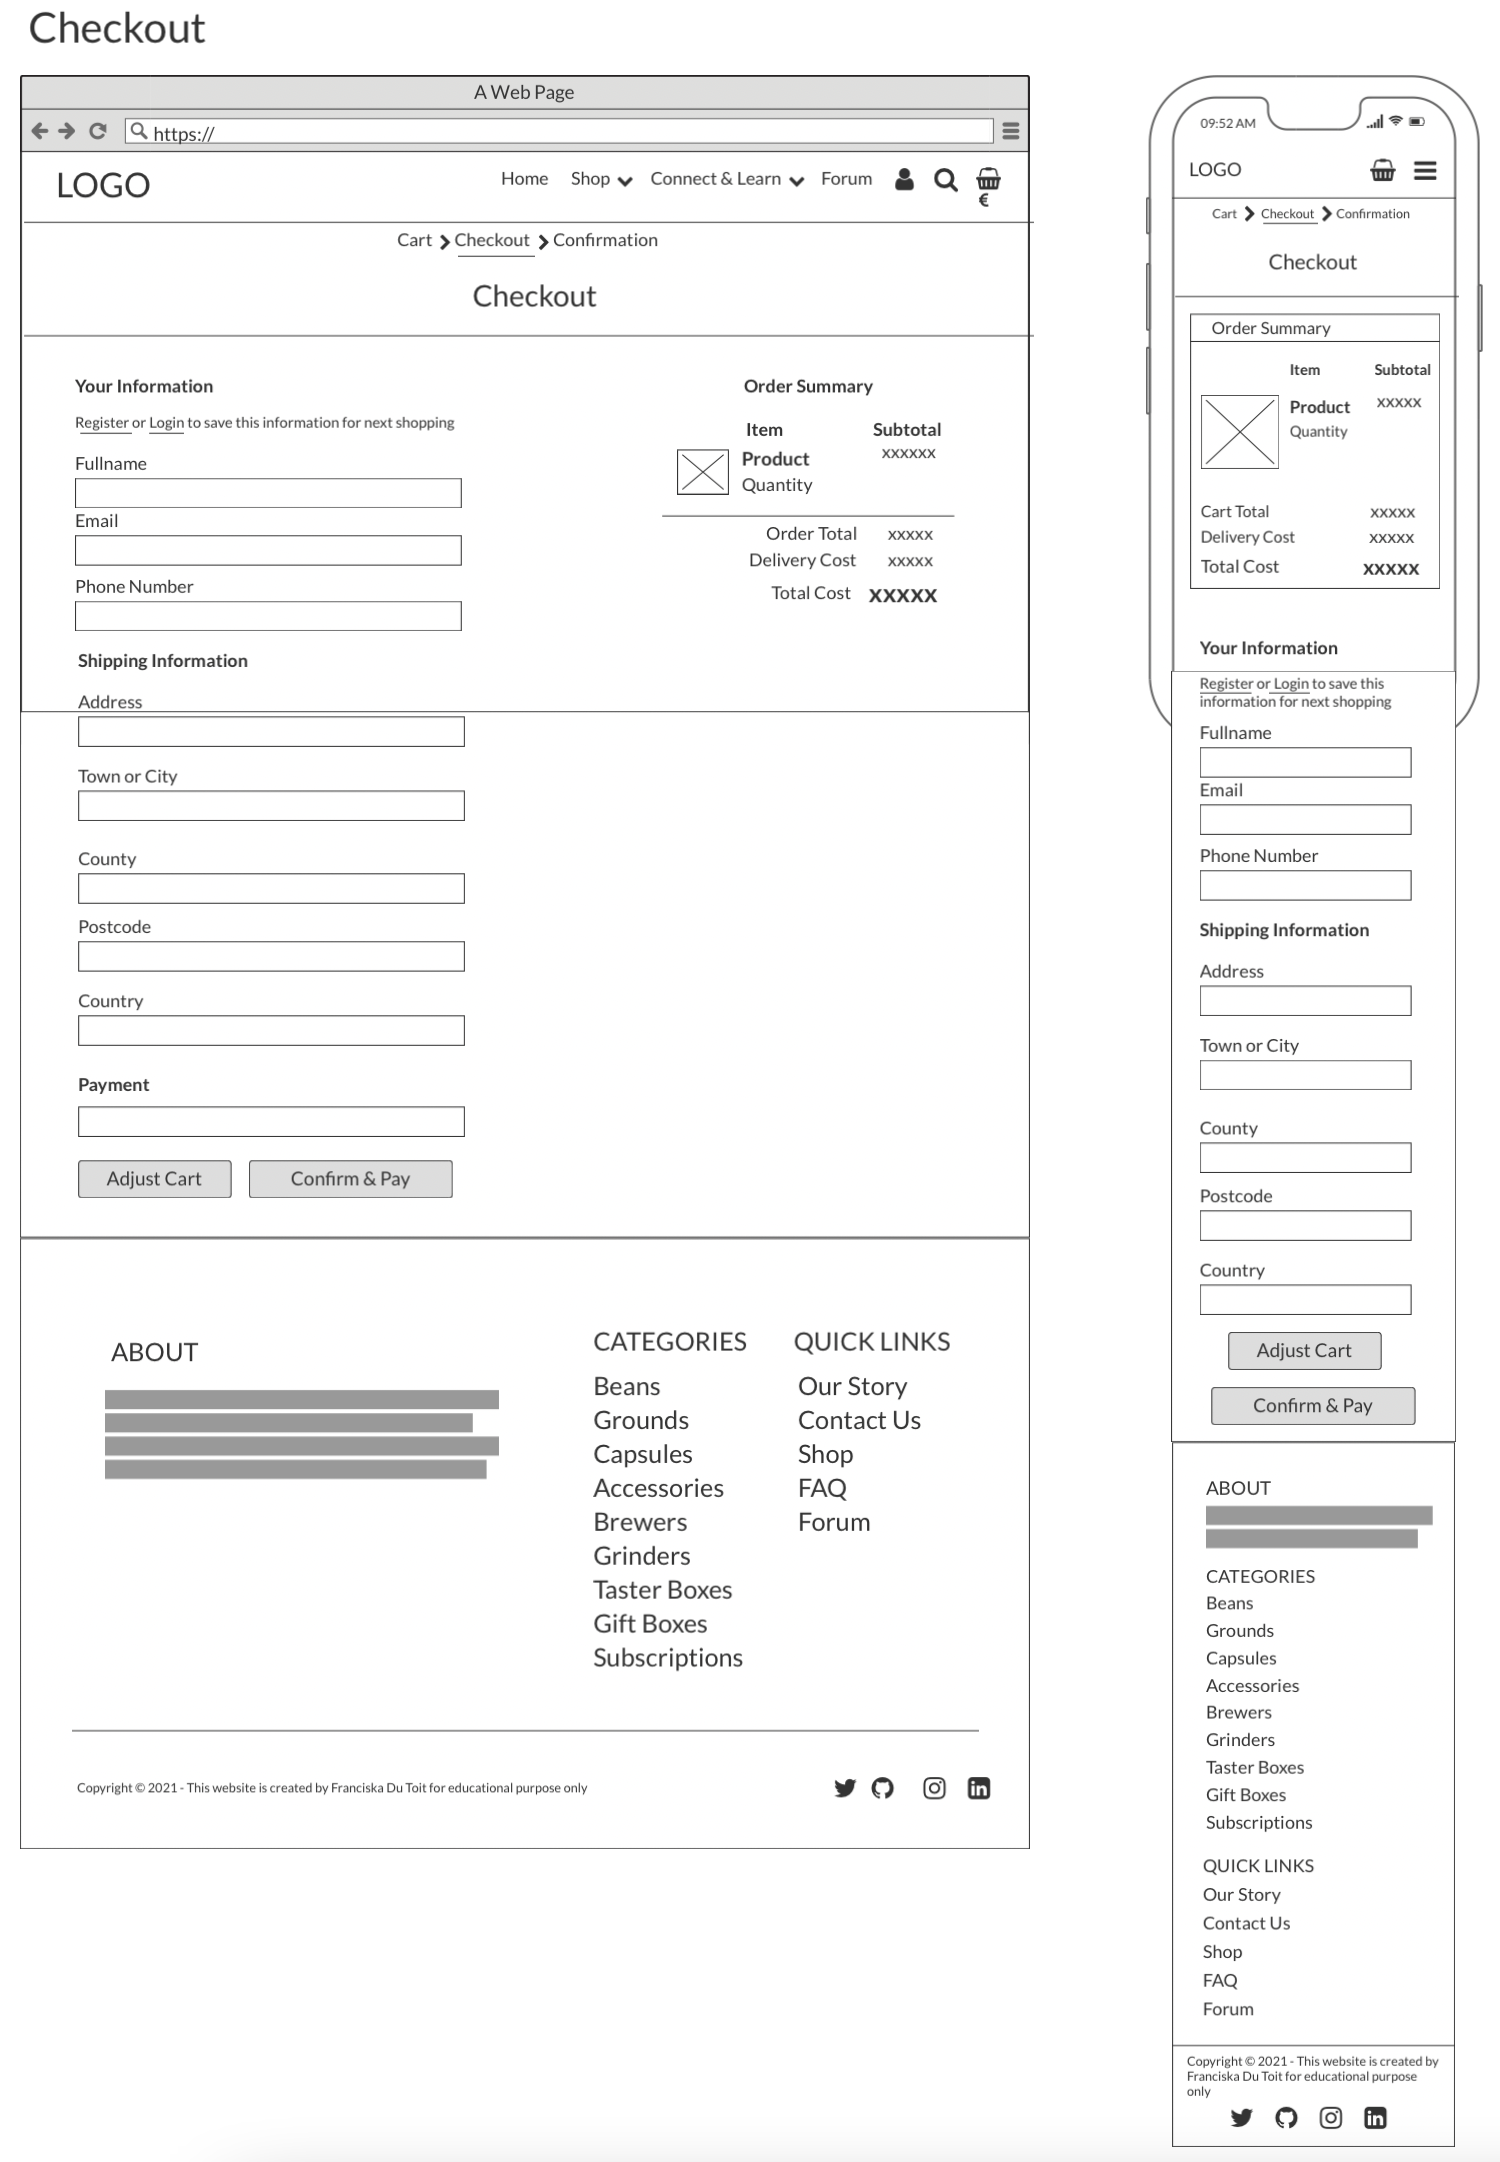 Checkout
A Web Page
https://
LOGO
Home Shop Connect & Learn Forum
€
Cart Checkout Confirmation
Checkout
Your Information
Register or Login to save this information for next shopping
Fullname
Email
Phone Number
Shipping Information
Address
Town or City
County
Postcode
Country
Payment
Adjust Cart Confirm & Pay
Order Summary
Item Subtotal
Product xxxxxx
Quantity
Order Total xxxxx
Delivery Cost xxxxx
Total Cost xxxxx
ABOUT
CATEGORIES
Beans
Grounds
Capsules
Accessories
Brewers
Grinders
Taster Boxes
Gift Boxes
Subscriptions
QUICK LINKS
Our Story
Contact Us
Shop
FAQ
Forum
Copyright © 2021 - This website is created by Franciska Du Toit for educational purpose only
in
09:52 AM
LOGO
Cart Checkout Confirmation
Checkout
Order Summary
Item Subtotal
Product xxxxx
Quantity
Cart Total xxxxx
Delivery Cost xxxxx
Total Cost xxxxx
Your Information
Register or Login to save this
information for next shopping
Fullname
Email
Phone Number
Shipping Information
Address
Town or City
County
Postcode
Country
Adjust Cart
Confirm & Pay
ABOUT
CATEGORIES
Beans
Grounds
Capsules
Accessories
Brewers
Grinders
Taster Boxes
Gift Boxes
Subscriptions
QUICK LINKS
Our Story
Contact Us
Shop
FAQ
Forum
Copyright © 2021 - This website is created by
Franciska Du Toit for educational purpose
only
in